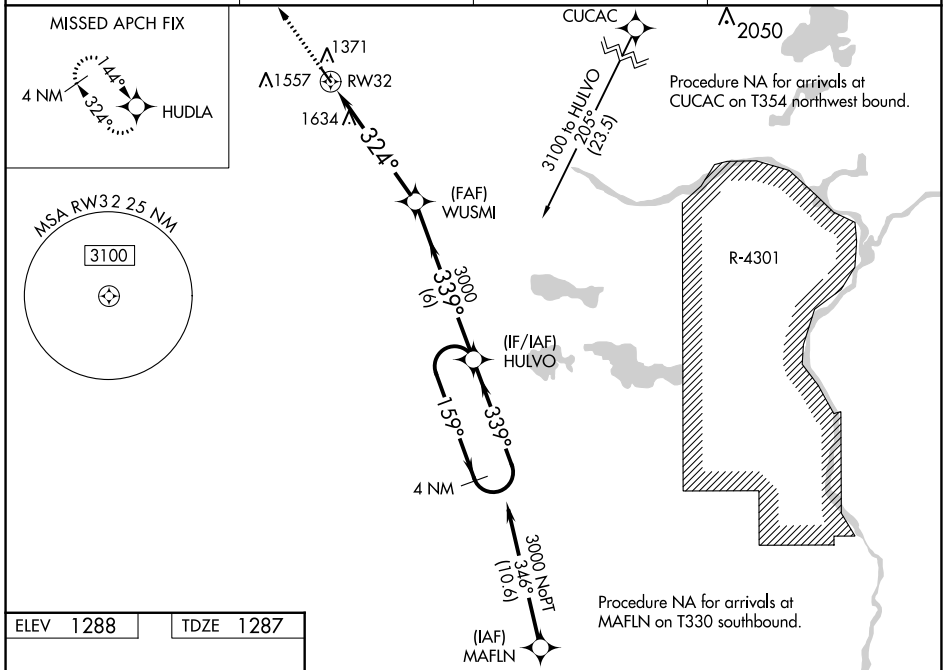 MISSED APCH FIX
144°
4 NM
324°
HUDLA
1371
1557
RW32
1634
324°
CUCAC
2050
Procedure NA for arrivals at
CUCAC on T354 northwest bound.
3100 to HULVO
205°
(23.5)
(FAF)
WUSMI
MSA RW32 25 NM
3100
R-4301
3000
339°
(6)
(IF/IAF)
HULVO
159°
339°
4 NM
3000 NoPT
346°
(10.6)
Procedure NA for arrivals at
MAFLN on T330 southbound.
(IAF)
MAFLN
ELEV 1288
TDZE 1287